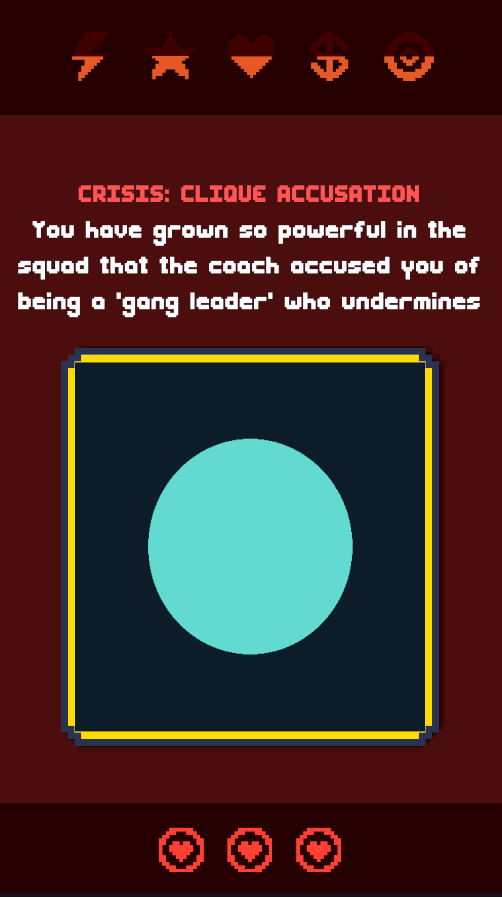 CRISIS: CLIQUE ACCUSATION
You have grown so powerful in the
squad that the coach accused you of
being a 'gang leader' who undermines